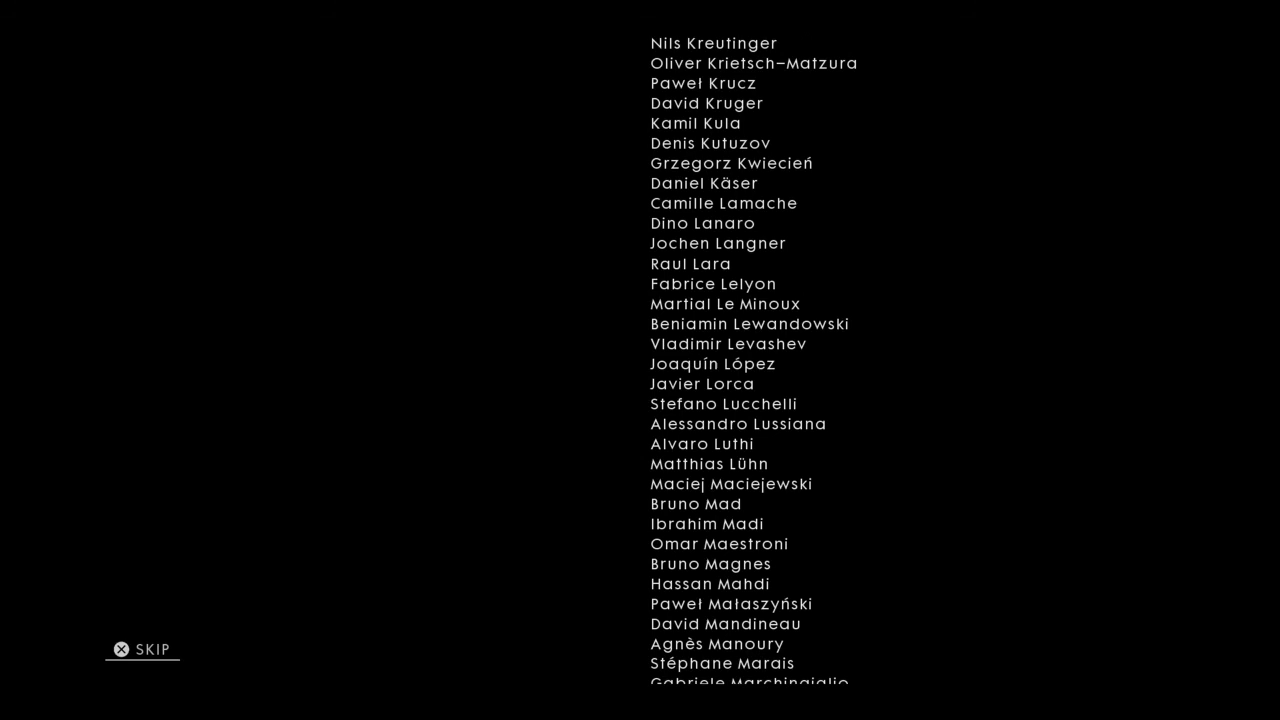 Nils Kreutinger
Oliver Krietsch-Matzura
Paweł Krucz
David Kruger
Kamil Kula
Denis Kutuzov
Grzegorz Kwiecień
Daniel Käser
Camille Lamache
Dino Lanaro
Jochen Langner
Raul Lara
Fabrice Lelyon
Martial Le Minoux
Beniamin Lewandowski
Vladimir Levashev
Joaquín López
Javier Lorca
Stefano Lucchelli
Alessandro Lussiana
Alvaro Luthi
Matthias Lühn
Maciej Maciejewski
Bruno Mad
Ibrahim Madi
Omar Maestroni
Bruno Magnes
Hassan Mahdi
Paweł Małaszyński
David Mandineau
Agnès Manoury
SKIP
Stéphane Marais
Gabriele Marchingiglio